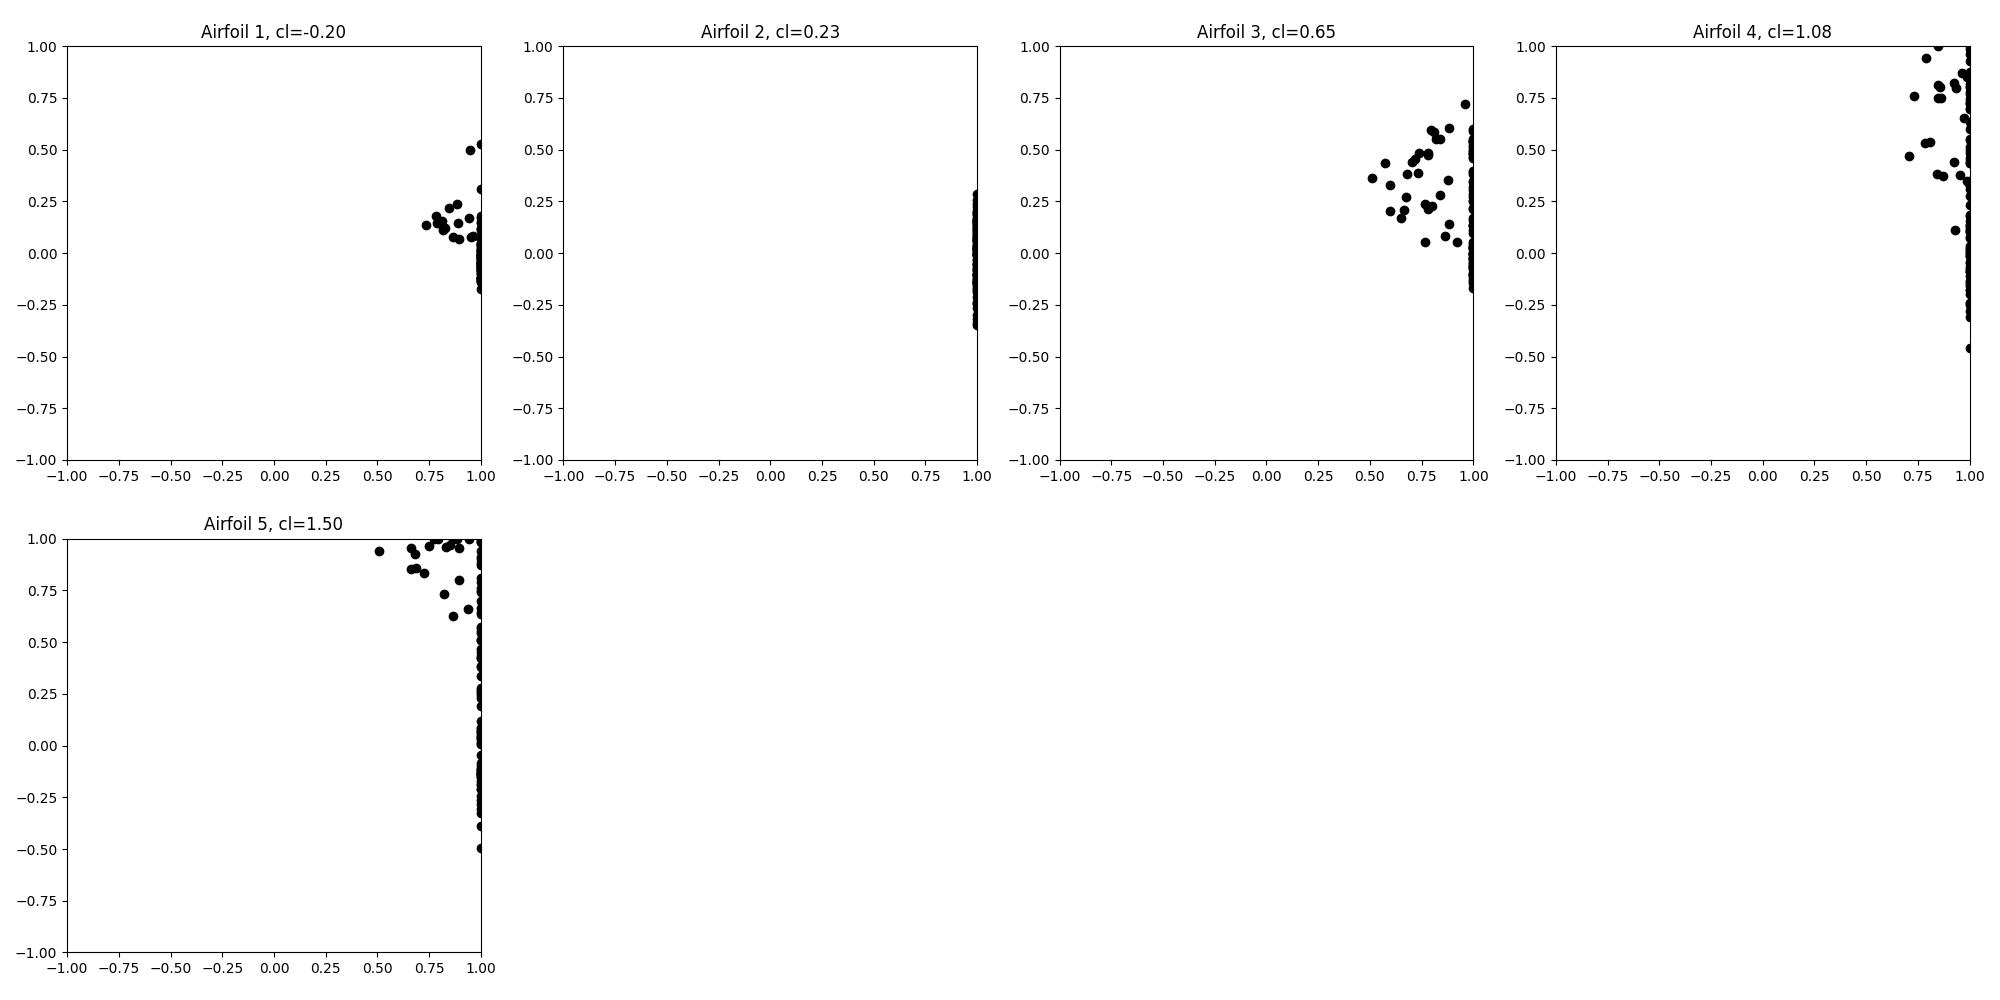 Airfoil 1, cl=-0.20
Airfoil 2, cl=0.23
Airfoil 3, cl=0.65
Airfoil 4, cl=1.08
1.00 1.00 1.00 1.00
0.75 0.75 0.75 0.75
0.50 0.50 0.50 0.50
0.25 0.25 0.25 0.25
0.00 0.00 0.00 0.00
−0.25 −0.25 −0.25 −0.25
−0.50 −0.50 −0.50 −0.50
−0.75 −0.75 −0.75 −0.75
−1.00 −1.00 −1.00 −1.00
−1.00 −0.75 −0.50 −0.25 0.00 0.25 0.50 0.75 1.00
−1.00 −0.75 −0.50 −0.25 0.00 0.25 0.50 0.75 1.00
−1.00 −0.75 −0.50 −0.25 0.00 0.25 0.50 0.75 1.00
−1.00 −0.75 −0.50 −0.25 0.00 0.25 0.50 0.75 1.00
Airfoil 5, cl=1.50
1.00
0.75
0.50
0.25
0.00
−0.25
−0.50
−0.75
−1.00
−1.00 −0.75 −0.50 −0.25 0.00 0.25 0.50 0.75 1.00